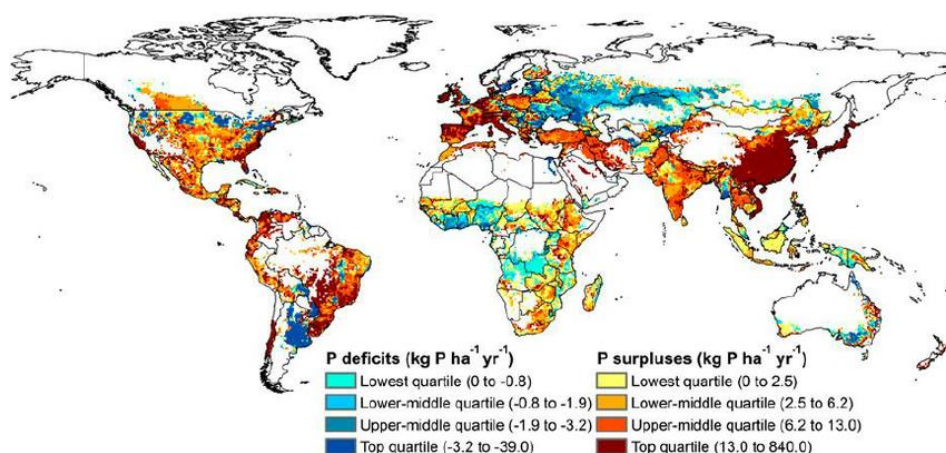 P deficits (kg P ha-1 yr-1)
Lowest quartile (0 to -0.8)
Lower-middle quartile (-0.8 to -1.9)
Upper-middle quartile (-1.9 to -3.2)
Top quartile (-3.2 to -39.0)
P surpluses (kg P ha-1 yr-1)
Lowest quartile (0 to 2.5)
Lower-middle quartile (2.5 to 6.2)
Upper-middle quartile (6.2 to 13.0)
Top quartile (13.0 to 840.0)